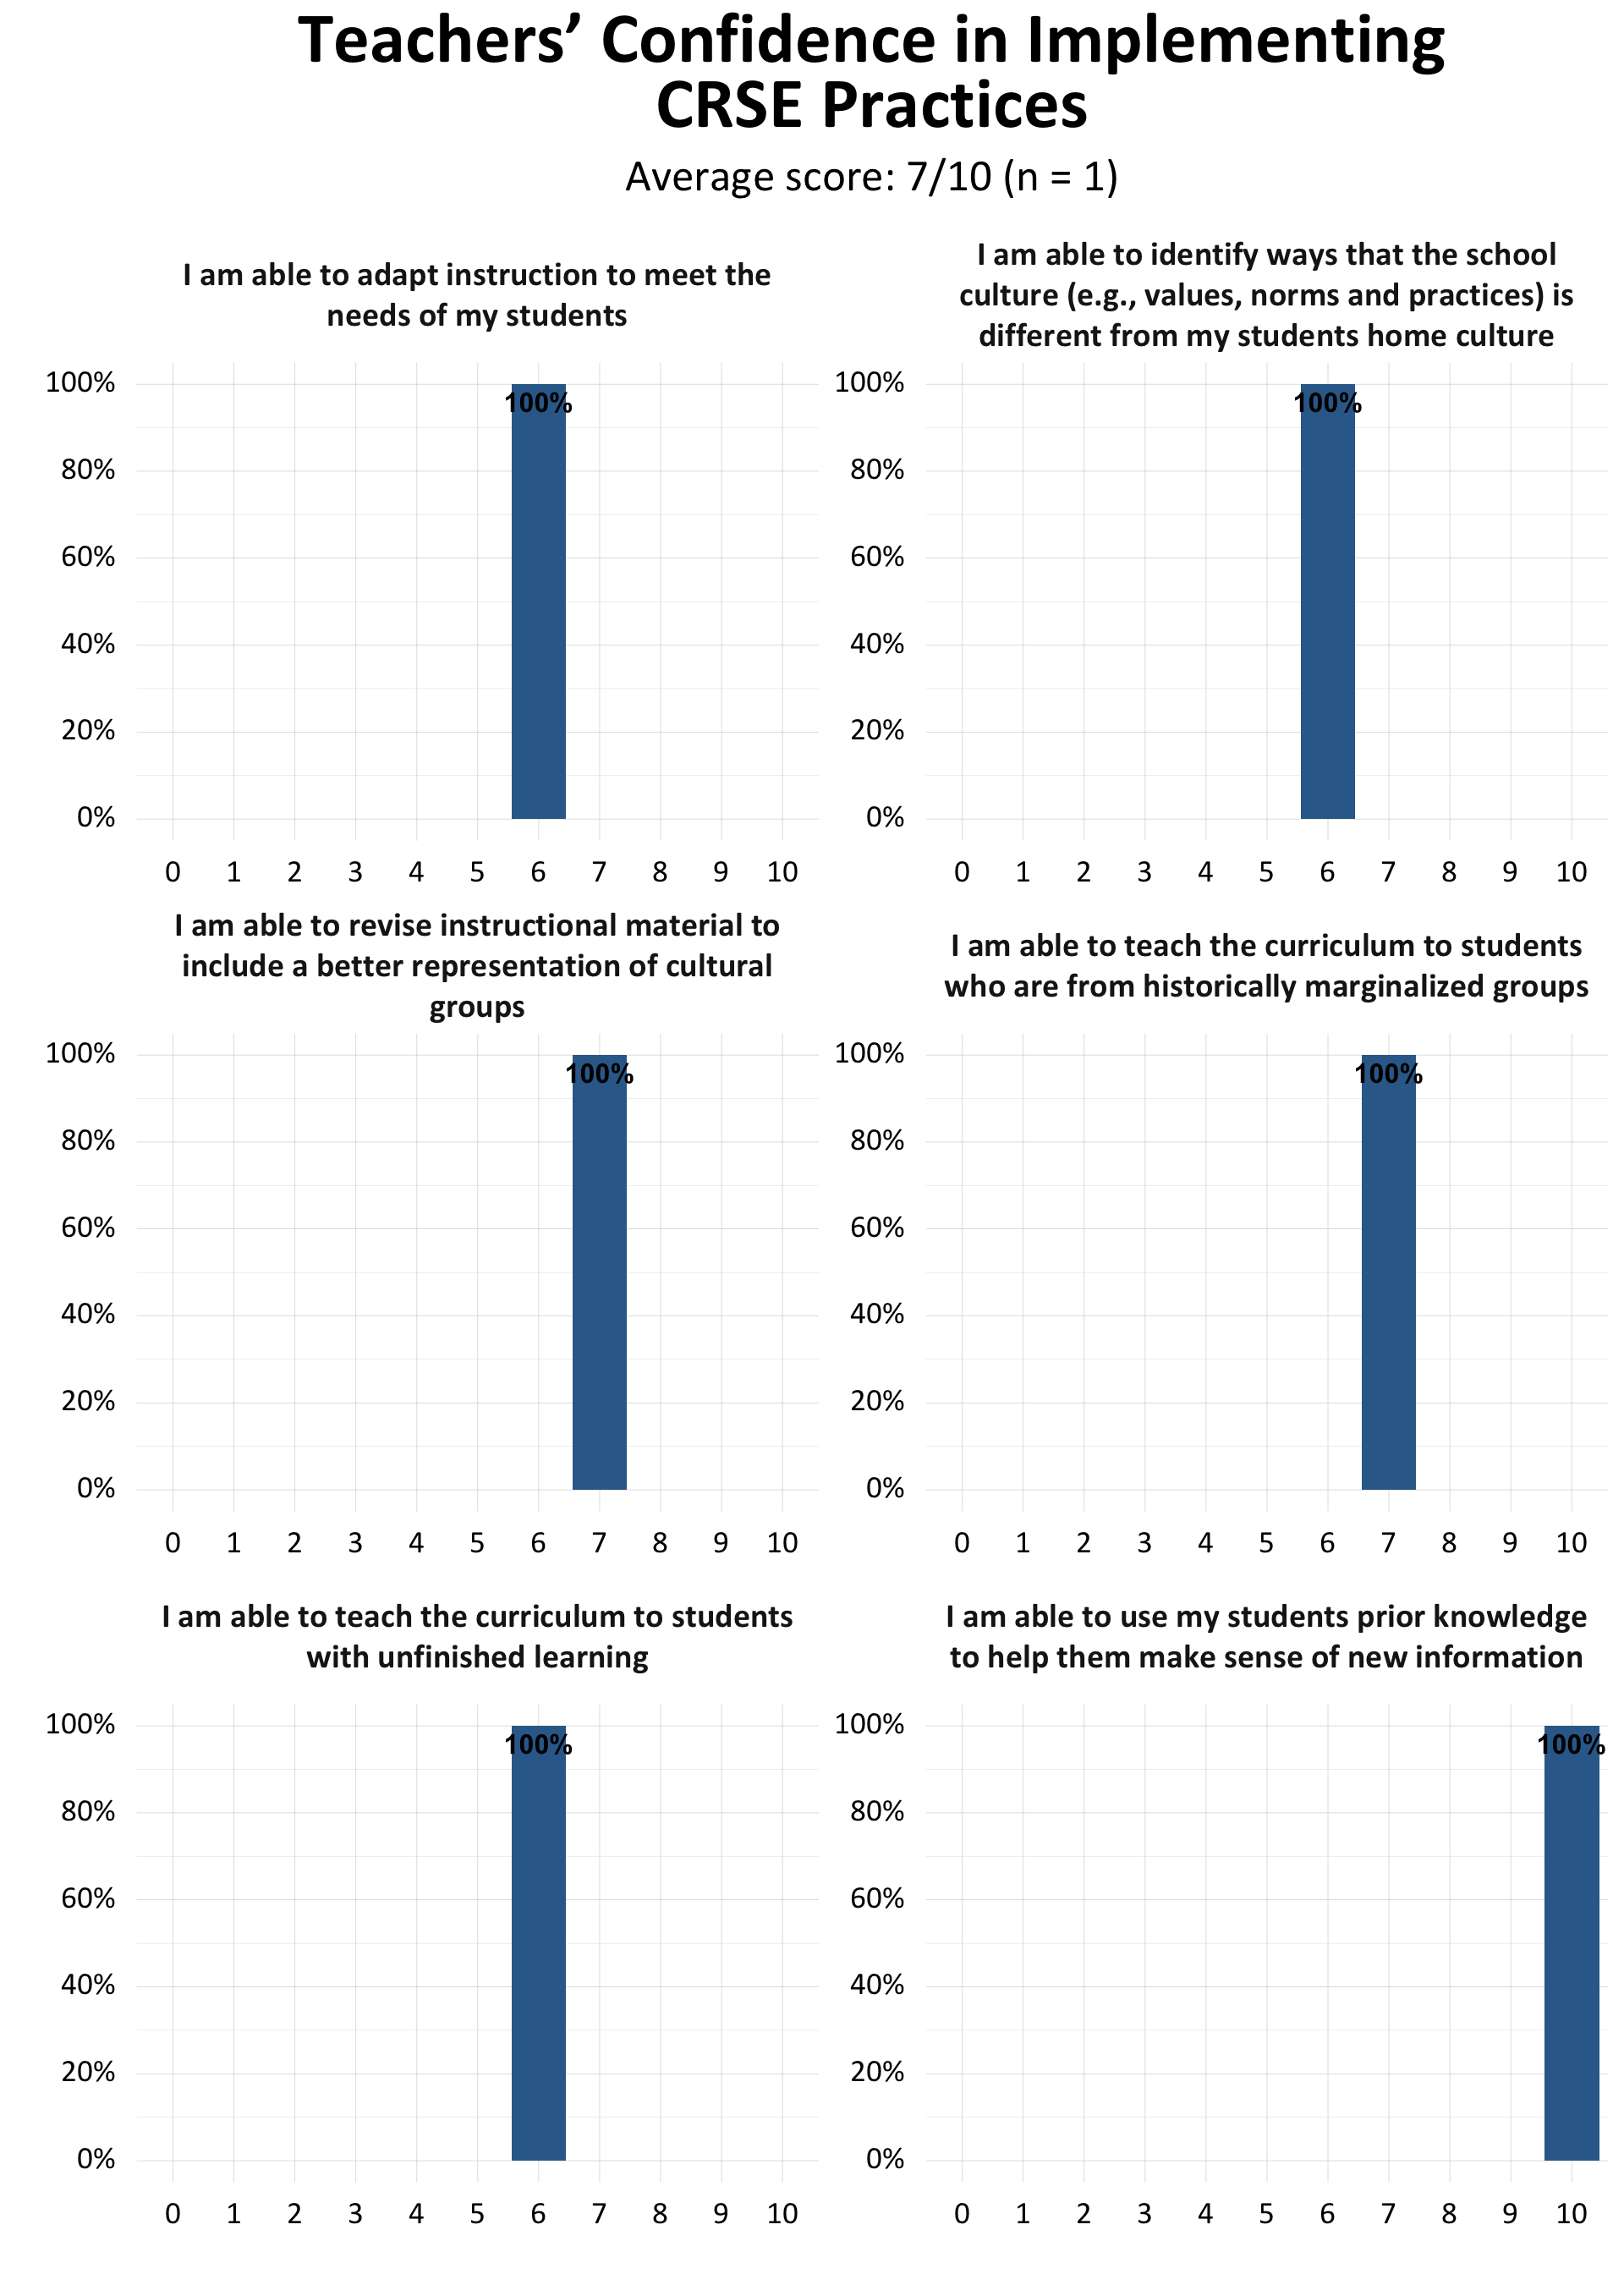 Teachers’ Confidence in Implementing
CRSE Practices
Average score: 7/10 (n = 1)
I am able to adapt instruction to meet the
needs of my students
100%
100%
80%
60%
40%
20%
0%
0 1 2 3 4 5 6 7 8 9 10
I am able to identify ways that the school
culture (e.g., values, norms and practices) is
different from my students home culture
100%
100%
80%
60%
40%
20%
0%
0 1 2 3 4 5 6 7 8 9 10
I am able to revise instructional material to
include a better representation of cultural
groups
100%
100%
80%
60%
40%
20%
0%
0 1 2 3 4 5 6 7 8 9 10
I am able to teach the curriculum to students
who are from historically marginalized groups
100%
100%
80%
60%
40%
20%
0%
0 1 2 3 4 5 6 7 8 9 10
I am able to teach the curriculum to students
with unfinished learning
100%
100%
80%
60%
40%
20%
0%
0 1 2 3 4 5 6 7 8 9 10
I am able to use my students prior knowledge
to help them make sense of new information
100%
100%
80%
60%
40%
20%
0%
0 1 2 3 4 5 6 7 8 9 10